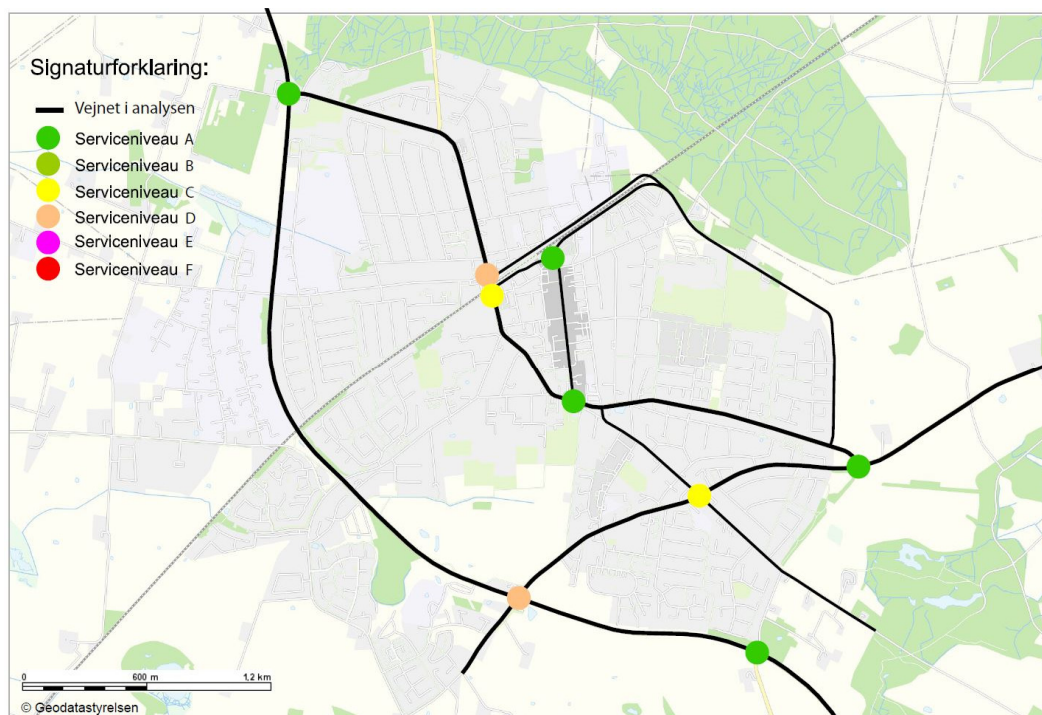 Signaturforklaring:
Vejnet i analysen
Serviceniveau A
Serviceniveau B
Serviceniveau C
Serviceniveau D
Serviceniveau E
Serviceniveau F
0 600 m 1,2 km
© Geodatastyrelsen